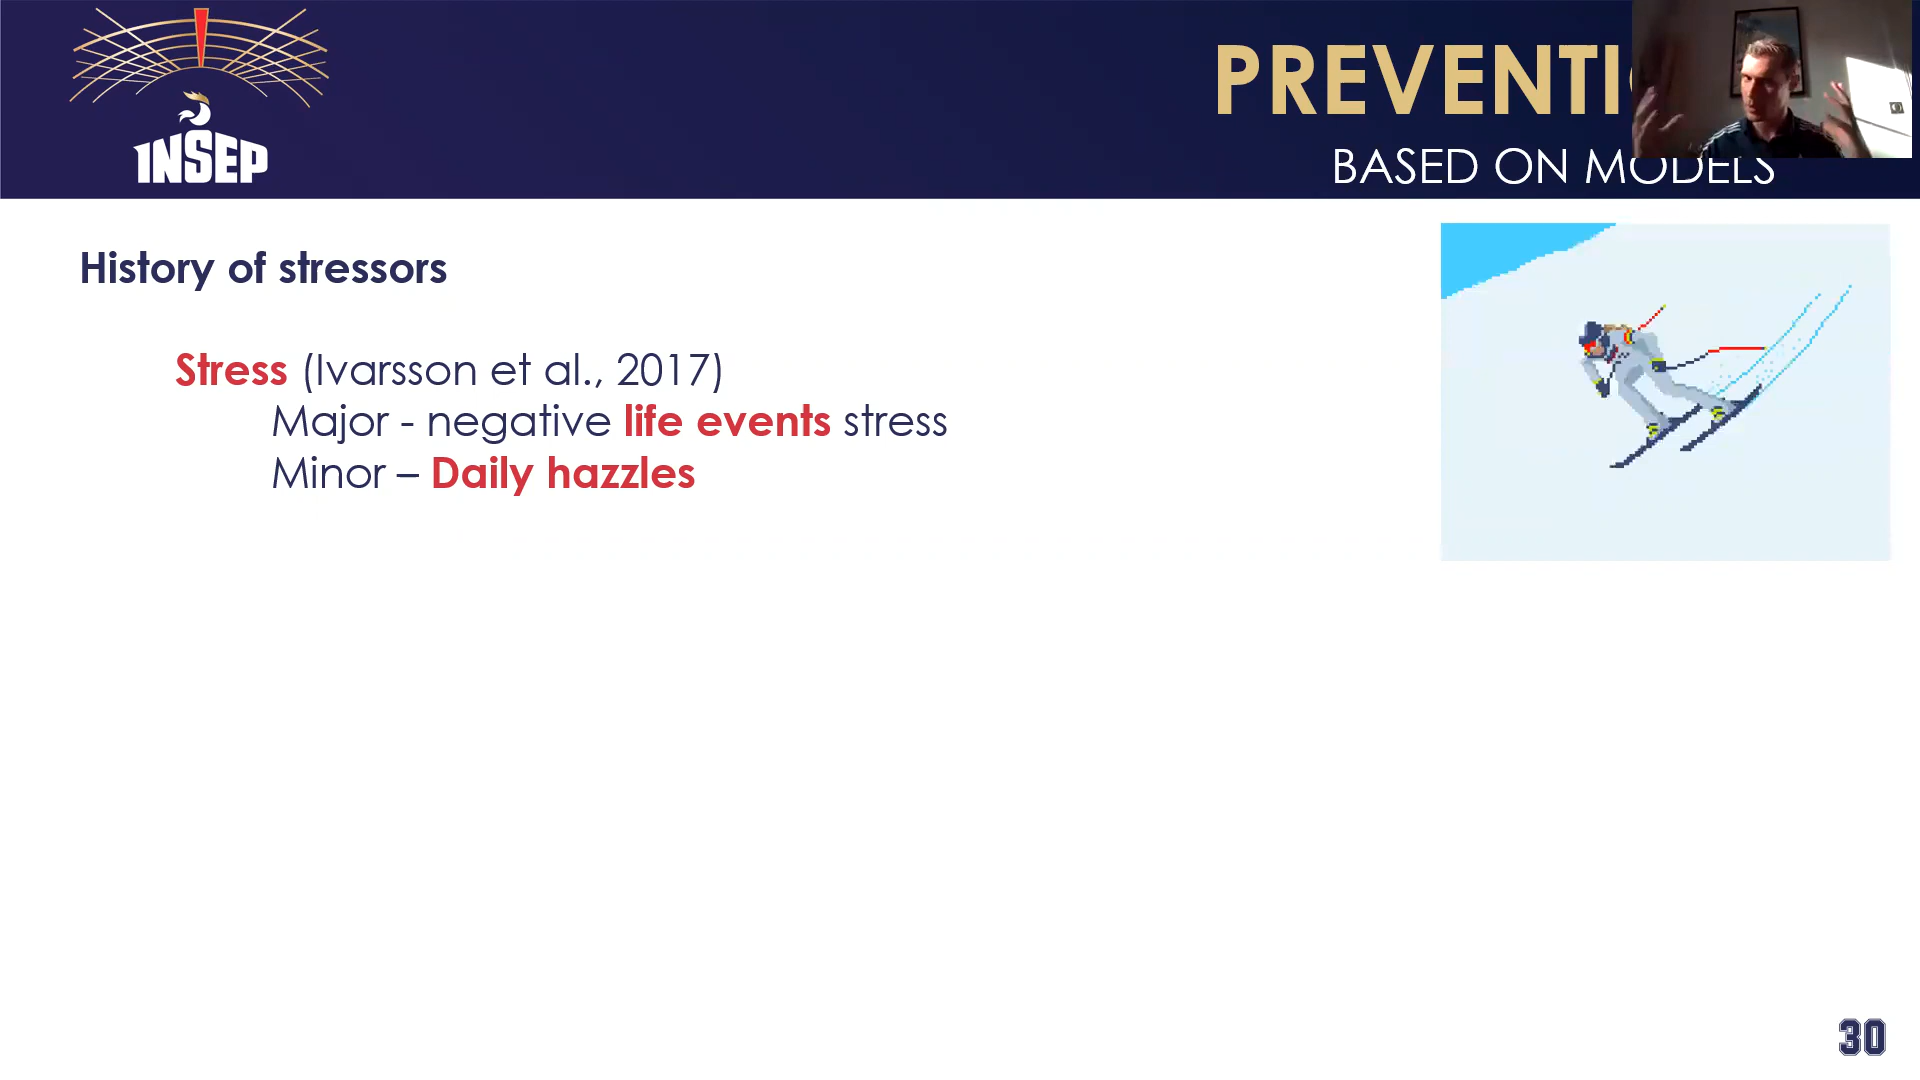 INSEP
BASED ON MODELS
History of stressors
Stress (Ivarsson et al., 2017)
Major - negative life events stress
Minor – Daily hazzles
30